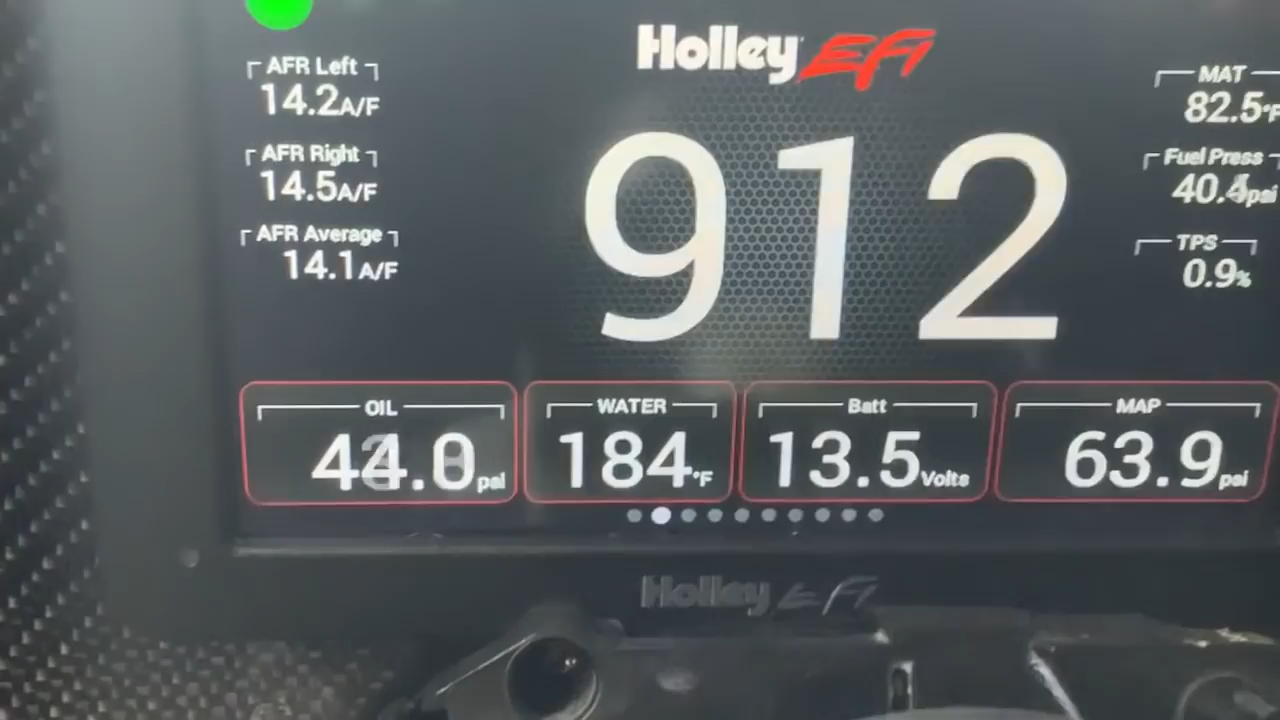 Holley EFI
AFR Left
14.2A/F
AFR Right
14.5A/F
AFR Average
14.1A/F
912
MAT
82.5°F
Fuel Press
40.4psi
TPS
0.9%
OIL
44.0psi
WATER
184°F
Batt
13.5Volts
MAP
63.9psi
Holley EFI